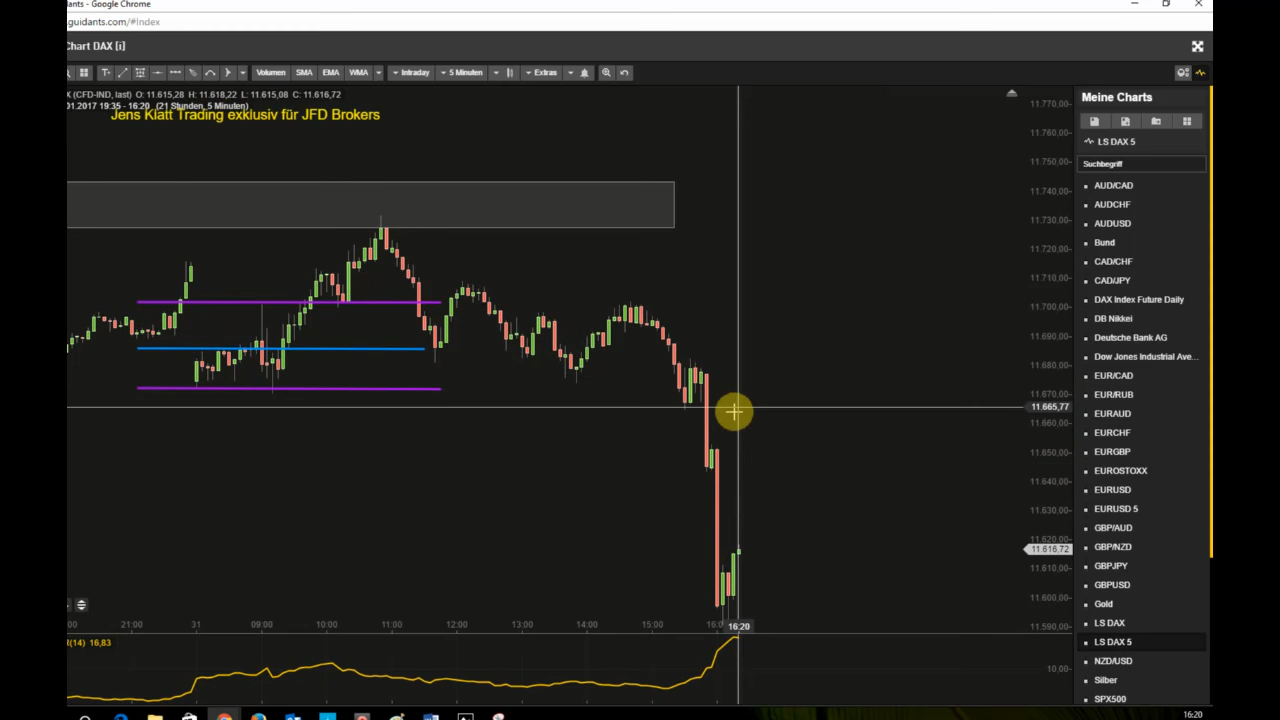 dants - Google Chrome
guidants.com/#Index
Chart DAX [i]
T+ Volumen SMA EMA WMA Intraday 5 Minuten Extras
X (CFD-IND, last) O: 11.615,28 H: 11.618,22 L: 11.615,08 C: 11.616,72
01.2017 19:35 - 16:20 (21 Stunden, 5 Minuten)
Jens Klatt Trading exklusiv für JFD Brokers
11.770,00
11.760,00
11.750,00
11.740,00
11.730,00
11.720,00
11.710,00
11.700,00
11.690,00
11.680,00
11.670,00
11.665,77
11.660,00
11.650,00
11.640,00
11.630,00
11.620,00
11.616,72
11.610,00
11.600,00
11.590,00
:00 21:00 31 09:00 10:00 11:00 12:00 13:00 14:00 15:00 16:0 16:20
R(14) 16,83
10,00
Meine Charts
LS DAX 5
Suchbegriff
AUD/CAD
AUDCHF
AUDUSD
Bund
CAD/CHF
CAD/JPY
DAX Index Future Daily
DB Nikkei
Deutsche Bank AG
Dow Jones Industrial Ave...
EUR/CAD
EUR/RUB
EURAUD
EURCHF
EURGBP
EUROSTOXX
EURUSD
EURUSD 5
GBP/AUD
GBP/NZD
GBPJPY
GBPUSD
Gold
LS DAX
LS DAX 5
NZD/USD
Silber
SPX500
16:20